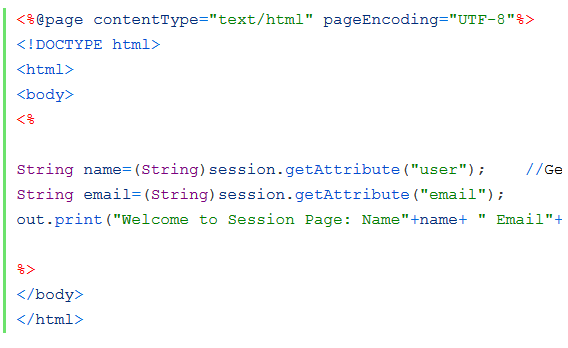 <%@page contentType="text/html" pageEncoding="UTF-8"%>
<!DOCTYPE html>
<html>
<body>
<%
String name=(String)session.getAttribute("user");    //Ge
String email=(String)session.getAttribute("email");
out.print("Welcome to Session Page: Name"+name+ " Email"+
%>
</body>
</html>